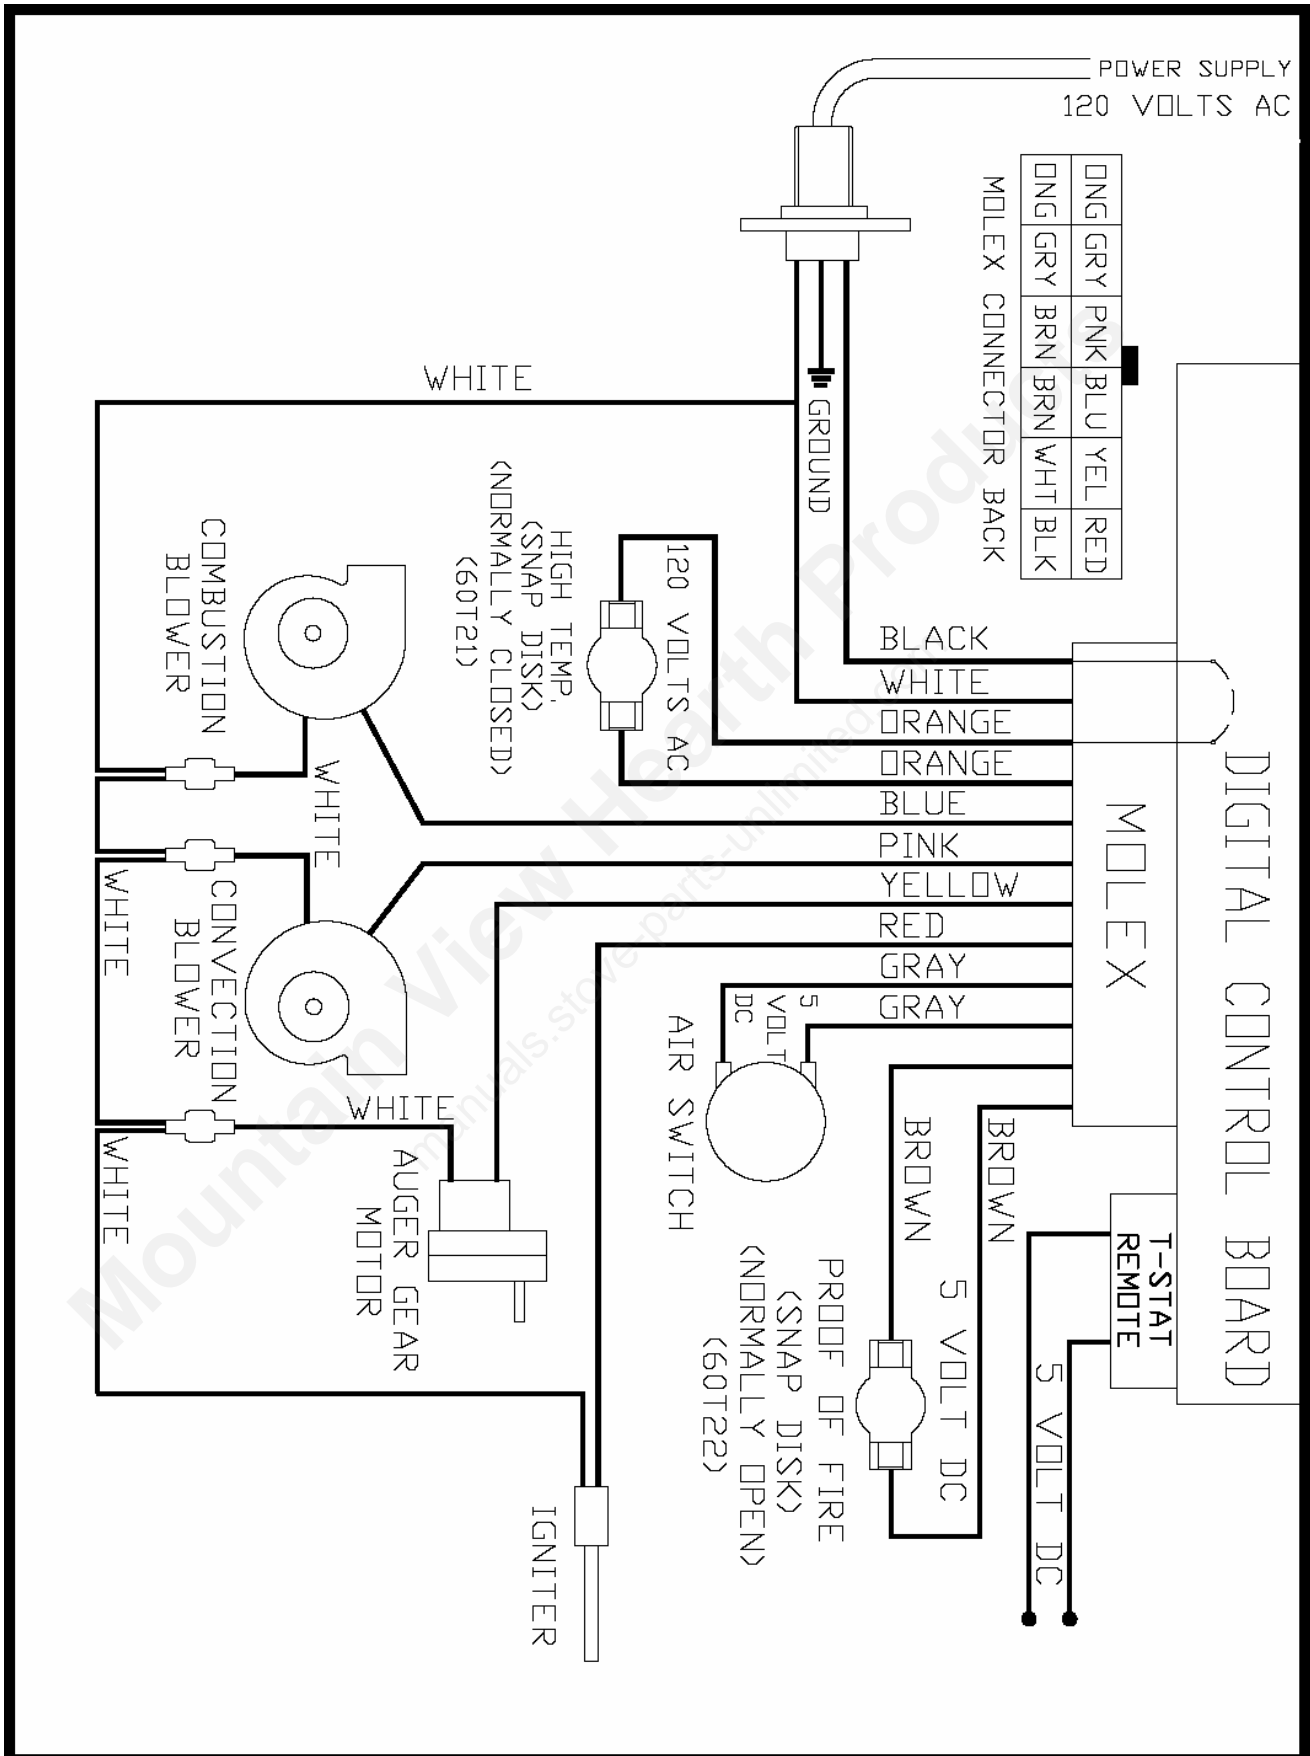 POWER SUPPLY
120 VOLTS AC
ONG GRY PNK BLU YEL RED
ONG GRY BRN BRN WHT BLK
MOLEX CONNECTOR BACK
WHITE
GROUND
120 VOLTS AC
HIGH TEMP.
(SNAP DISK)
(NORMALLY CLOSED)
(60T21)
COMBUSTION
BLOWER
BLACK
WHITE
ORANGE
ORANGE
BLUE
PINK
YELLOW
RED
GRAY
GRAY
MOLEX
DIGITAL CONTROL BOARD
WHITE
WHITE
CONVECTION
BLOWER
5
VOLT
DC
AIR SWITCH
WHITE
WHITE
AUGER GEAR
MOTOR
BROWN
BROWN
T-STAT
REMOTE
5 VOLT DC
5 VOLT DC
PROOF OF FIRE
(SNAP DISK)
(NORMALLY OPEN)
(60T22)
IGNITER
Mountain View Hearth Products
manuals.stove-parts-unlimited.com